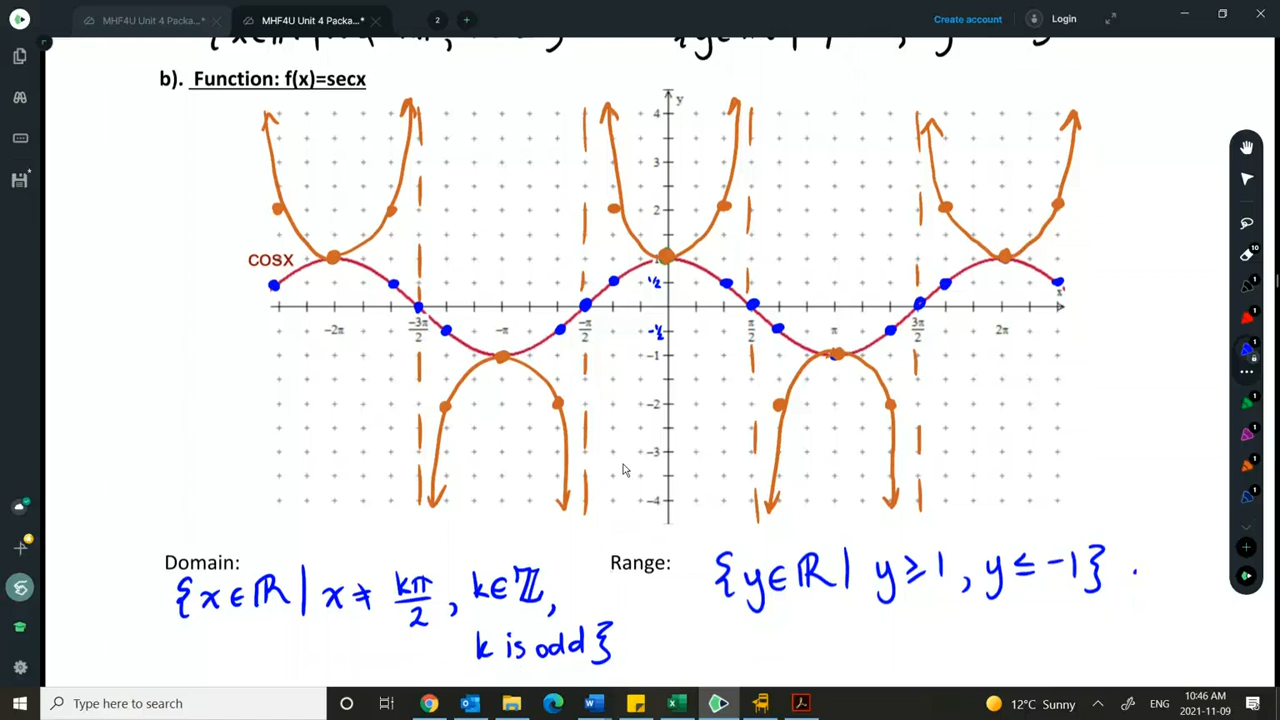 MHF4U Unit 4 Packa...* MHF4U Unit 4 Packa...* 2 Create account Login
b). Function: f(x)=secx
y
4
3
2
COSX
1/2
x
-2π -3π/2 -π -π/2 -1/2 π/2 π 3π/2 2π
-1
-2
-3
-4
Domain: Range:
{x∈ℝ | x ≠ kπ/2, k∈ℤ,
k is odd}
{y∈ℝ | y ≥ 1, y ≤ -1} .
Type here to search
12°C Sunny
10:46 AM
2021-11-09